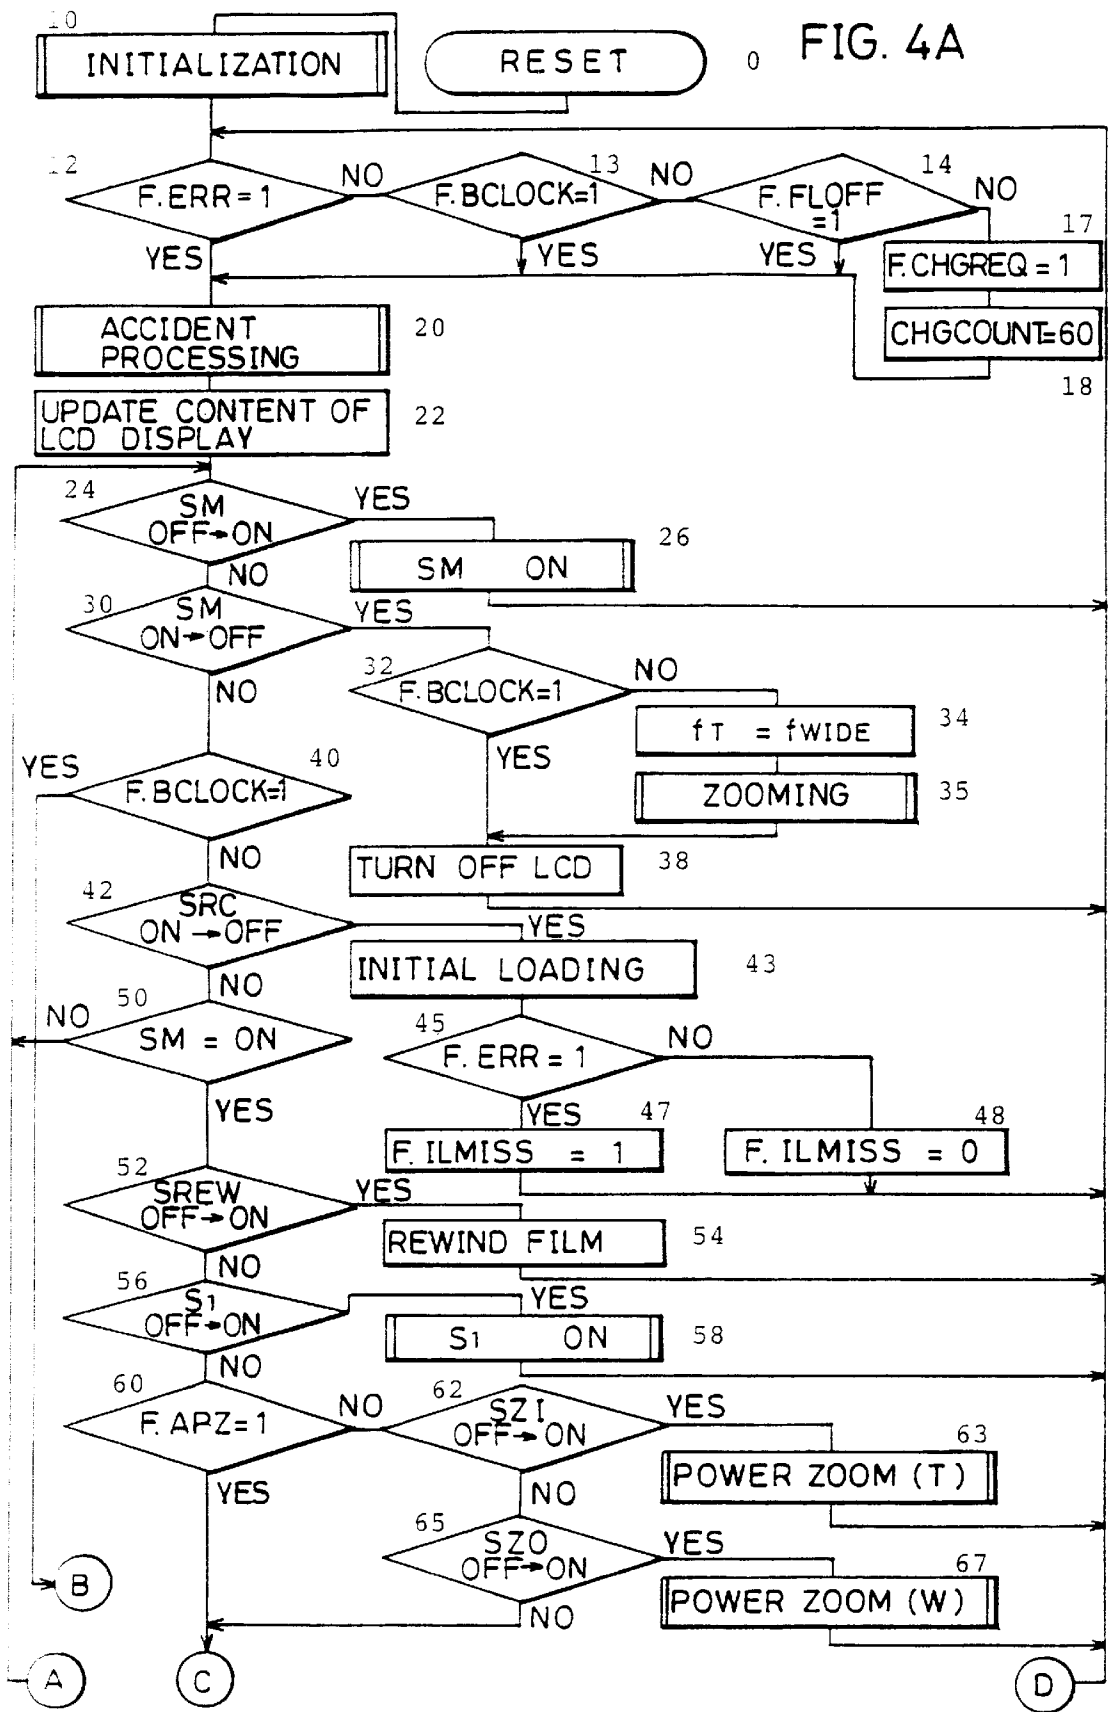 FIG. 4A
10
INITIALIZATION
RESET
0
12
F.ERR=1
NO
13
F.BCLOCK=1
NO
14
F.FLOFF
=1
NO
YES
YES
YES
17
F.CHGREQ=1
CHGCOUNT=60
18
ACCIDENT
PROCESSING
20
UPDATE CONTENT OF
LCD DISPLAY
22
24
SM
OFF→ON
YES
NO
SM ON
26
30
SM
ON→OFF
YES
NO
32
F.BCLOCK=1
NO
YES
fT = fWIDE
34
ZOOMING
35
TURN OFF LCD
38
YES
40
F.BCLOCK=1
NO
42
SRC
ON→OFF
YES
NO
INITIAL LOADING
43
NO
50
SM = ON
YES
45
F.ERR=1
NO
YES
47
F.ILMISS = 1
48
F.ILMISS = 0
52
SREW
OFF→ON
YES
NO
REWIND FILM
54
56
S1
OFF→ON
YES
NO
S1 ON
58
60
F.APZ=1
NO
YES
62
SZI
OFF→ON
YES
NO
63
POWER ZOOM (T)
65
SZO
OFF→ON
YES
NO
67
POWER ZOOM (W)
B
A
C
D